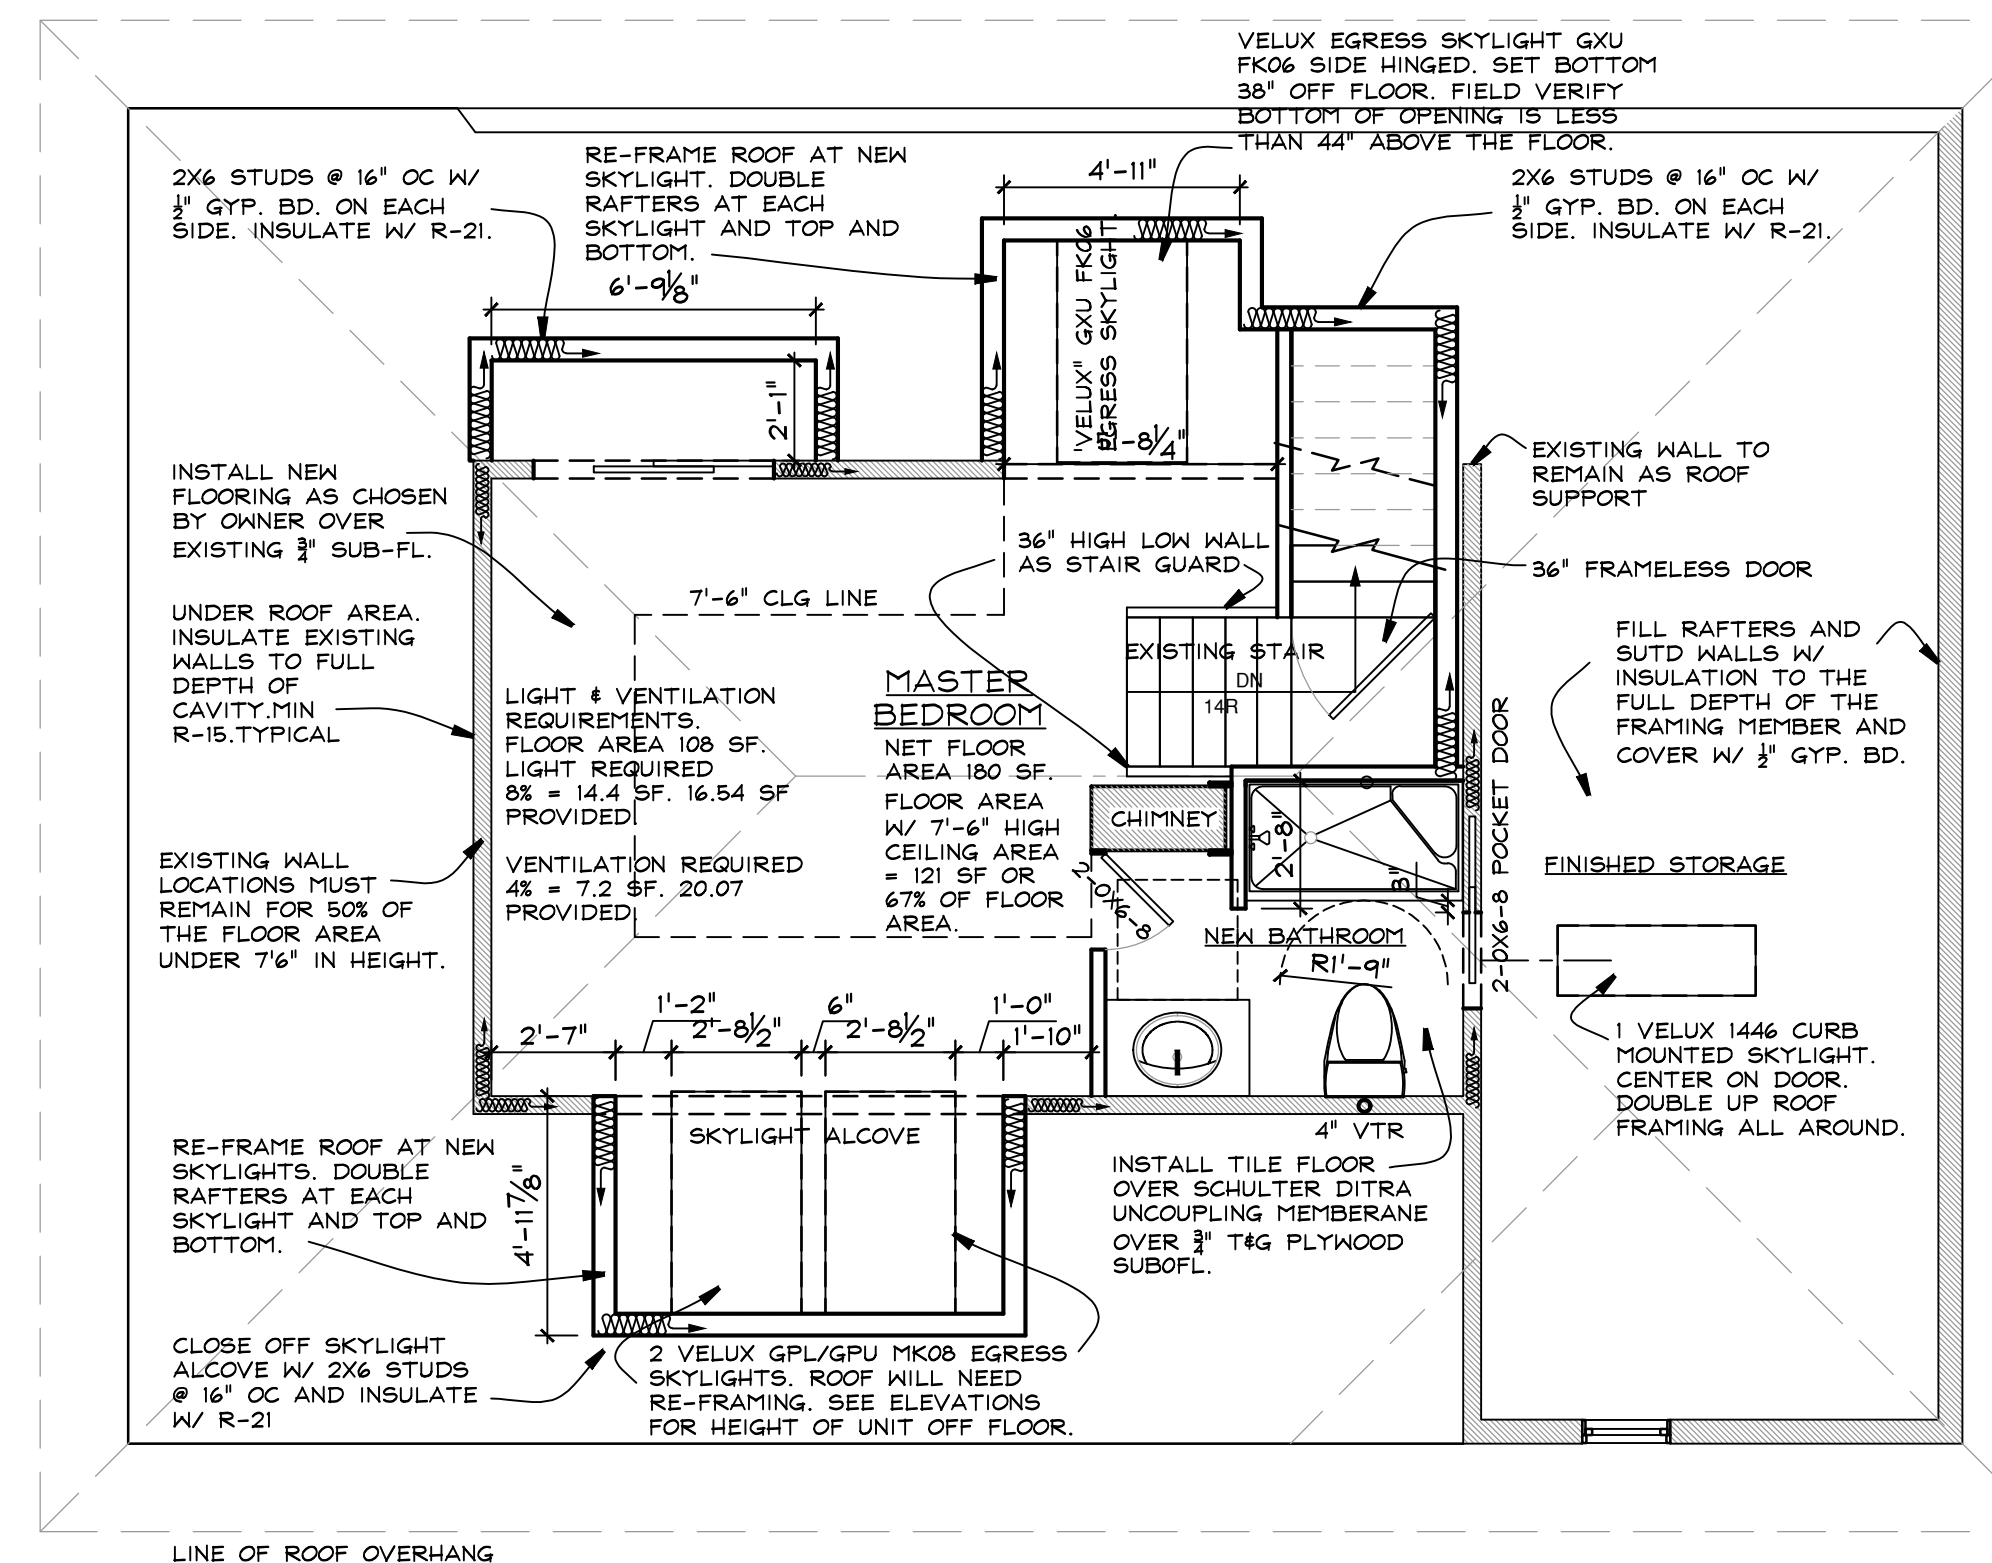 VELUX EGRESS SKYLIGHT GXU
FK06 SIDE HINGED. SET BOTTOM
38" OFF FLOOR. FIELD VERIFY
BOTTOM OF OPENING IS LESS
THAN 44" ABOVE THE FLOOR.
2X6 STUDS @ 16" OC W/
½" GYP. BD. ON EACH
SIDE. INSULATE W/ R-21.
RE-FRAME ROOF AT NEW
SKYLIGHT. DOUBLE
RAFTERS AT EACH
SKYLIGHT AND TOP AND
BOTTOM.
4'-11"
2X6 STUDS @ 16" OC W/
½" GYP. BD. ON EACH
SIDE. INSULATE W/ R-21.
6'-9⅛"
2'-1"
"VELUX" GXU FK06
EGRESS SKYLIGHT
-8¼"
INSTALL NEW
FLOORING AS CHOSEN
BY OWNER OVER
EXISTING ¾" SUB-FL.
EXISTING WALL TO
REMAIN AS ROOF
SUPPORT
36" HIGH LOW WALL
AS STAIR GUARD
36" FRAMELESS DOOR
7'-6" CLG LINE
UNDER ROOF AREA.
INSULATE EXISTING
WALLS TO FULL
DEPTH OF
CAVITY.MIN
R-15.TYPICAL
EXISTING STAIR
DN
14R
FILL RAFTERS AND
SUTD WALLS W/
INSULATION TO THE
FULL DEPTH OF THE
FRAMING MEMBER AND
COVER W/ ½" GYP. BD.
LIGHT & VENTILATION
REQUIREMENTS.
FLOOR AREA 108 SF.
LIGHT REQUIRED
8% = 14.4 SF. 16.54 SF
PROVIDED.
VENTILATION REQUIRED
4% = 7.2 SF. 20.07
PROVIDED.
MASTER
BEDROOM
NET FLOOR
AREA 180 SF.
FLOOR AREA
W/ 7'-6" HIGH
CEILING AREA
= 121 SF OR
67% OF FLOOR
AREA.
CHIMNEY
2'-8"
8"
2-0X6-8
2-0X6-8 POCKET DOOR
EXISTING WALL
LOCATIONS MUST
REMAIN FOR 50% OF
THE FLOOR AREA
UNDER 7'6" IN HEIGHT.
FINISHED STORAGE
NEW BATHROOM
R1'-9"
2'-7"
1'-2"
2'-8½"
6"
2'-8½"
1'-0"
1'-10"
1 VELUX 1446 CURB
MOUNTED SKYLIGHT.
CENTER ON DOOR.
DOUBLE UP ROOF
FRAMING ALL AROUND.
SKYLIGHT ALCOVE
4" VTR
RE-FRAME ROOF AT NEW
SKYLIGHTS. DOUBLE
RAFTERS AT EACH
SKYLIGHT AND TOP AND
BOTTOM.
4'-11⅞"
INSTALL TILE FLOOR
OVER SCHULTER DITRA
UNCOUPLING MEMBERANE
OVER ¾" T&G PLYWOOD
SUBOFL.
CLOSE OFF SKYLIGHT
ALCOVE W/ 2X6 STUDS
@ 16" OC AND INSULATE
W/ R-21
2 VELUX GPL/GPU MK08 EGRESS
SKYLIGHTS. ROOF WILL NEED
RE-FRAMING. SEE ELEVATIONS
FOR HEIGHT OF UNIT OFF FLOOR.
LINE OF ROOF OVERHANG